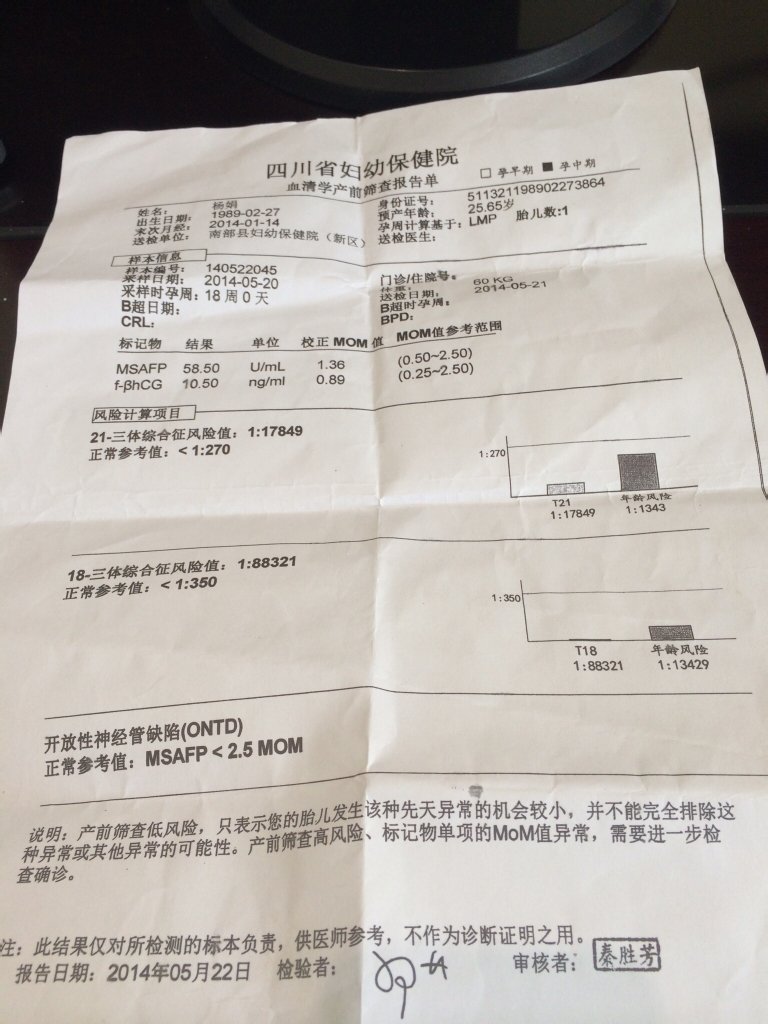 四川省妇幼保健院
血清学产前筛查报告单
□ 孕早期 ■ 孕中期
姓名: 杨娟
身份证号: 511321198902273864
出生日期: 1989-02-27
预产年龄: 25.65岁
末次月经: 2014-01-14
孕周计算基于: LMP 胎儿数:1
送检单位: 南部县妇幼保健院（新区）
送检医生:
样本信息
样本编号: 140522045
门诊/住院号:
采样日期: 2014-05-20
体重: 60 KG
采样时孕周: 18 周 0 天
送检日期: 2014-05-21
B超日期:
B超时孕周:
CRL:
BPD:
标记物 结果 单位 校正 MOM 值 MOM值参考范围
MSAFP 58.50 U/mL 1.36 (0.50~2.50)
f-βhCG 10.50 ng/ml 0.89 (0.25~2.50)
风险计算项目
21-三体综合征风险值: 1:17849
正常参考值: < 1:270
1:270
T21 年龄风险
1:17849 1:1343
18-三体综合征风险值: 1:88321
正常参考值: < 1:350
1:350
T18 年龄风险
1:88321 1:13429
开放性神经管缺陷(ONTD)
正常参考值: MSAFP < 2.5 MOM
说明: 产前筛查低风险，只表示您的胎儿发生该种先天异常的机会较小，并不能完全排除这
种异常或其他异常的可能性。产前筛查高风险、标记物单项的MoM值异常，需要进一步检
查确诊。
注: 此结果仅对所检测的标本负责，供医师参考，不作为诊断证明之用。
报告日期: 2014年05月22日 检验者: 审核者: 秦胜芳